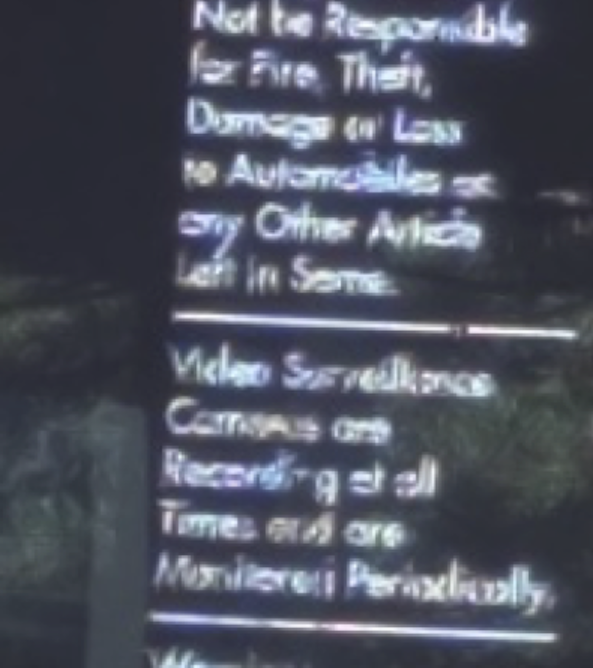 Not be Responsible
for Fire, Theft,
Damage or Loss
to Automobiles or
any Other Article
Left in Same.
Video Surveillance
Cameras are
Recording at all
Times and are
Monitored Periodically.